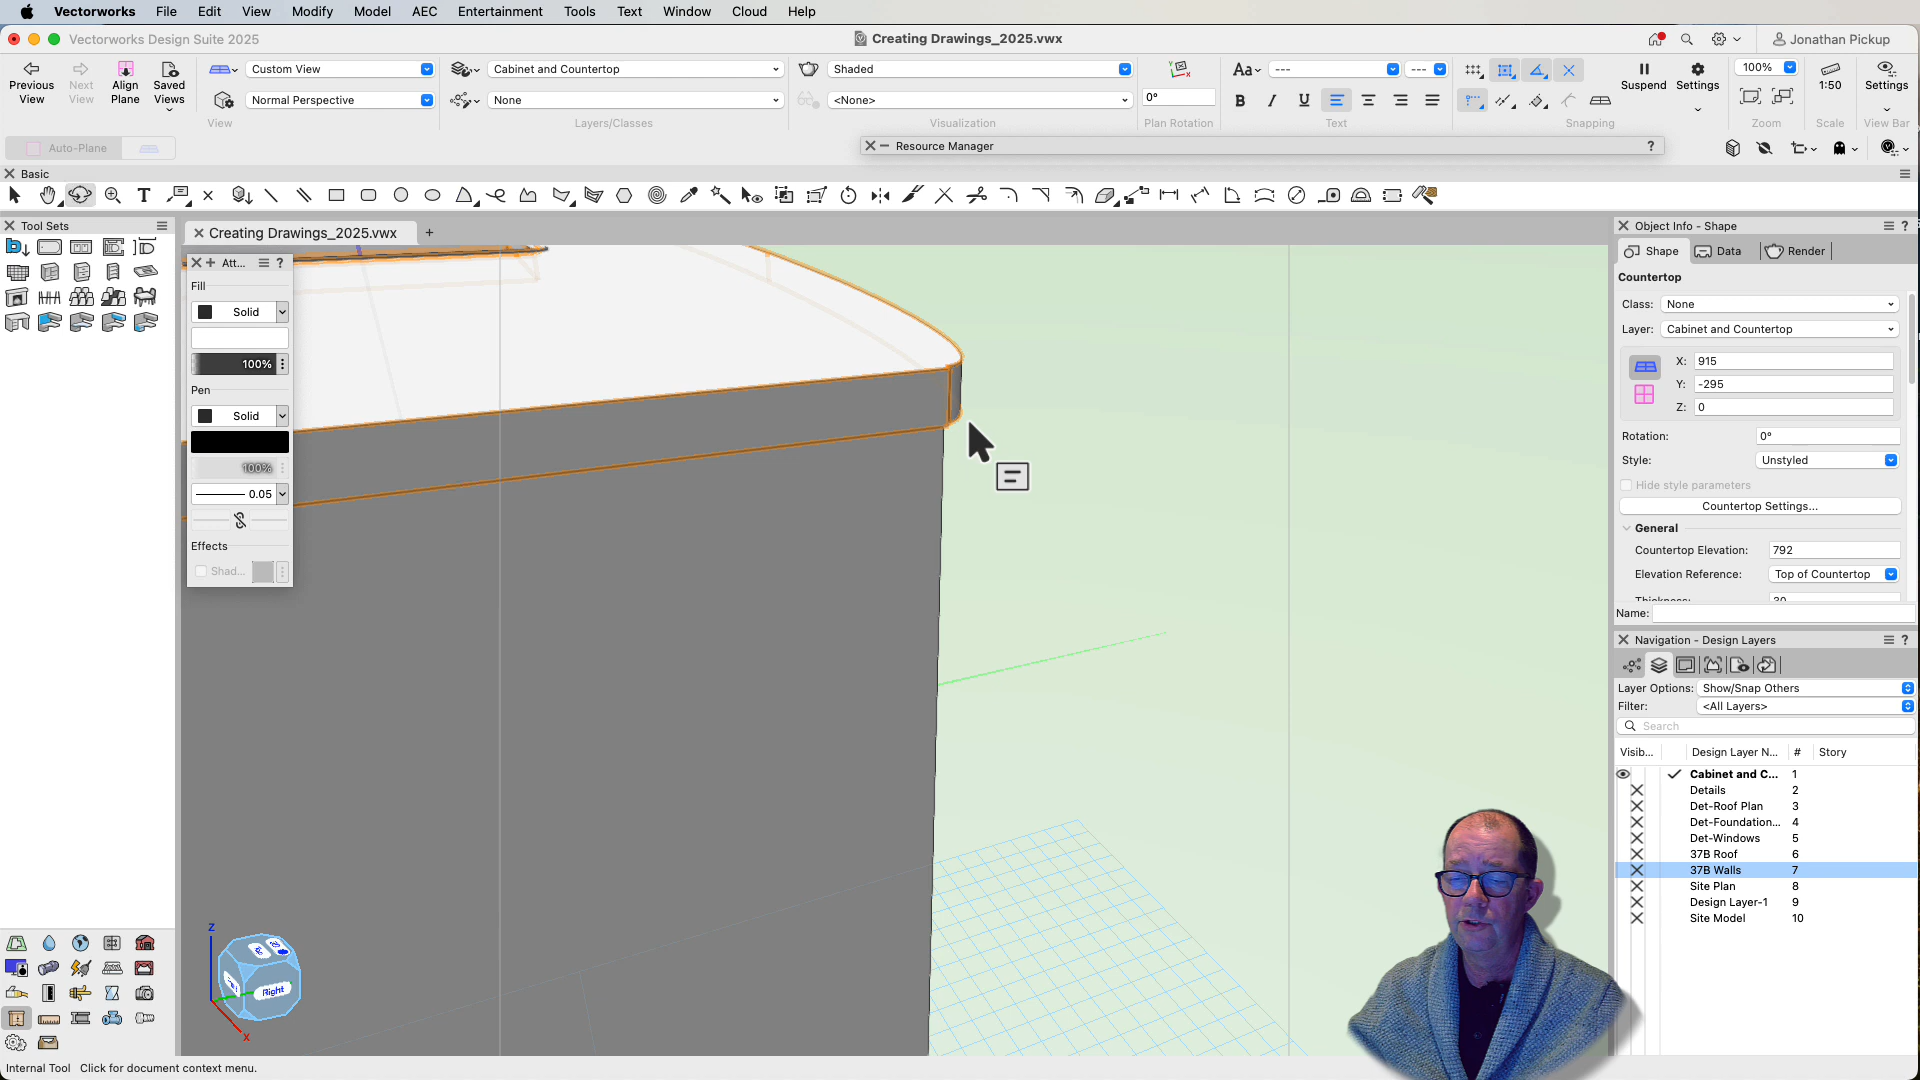 Vectorworks File Edit View Modify Model AEC Entertainment Tools Text Window Cloud Help
Vectorworks Design Suite 2025
Creating Drawings_2025.vwx
Jonathan Pickup
Previous View
Next View
Align Plane
Saved Views
Custom View
Normal Perspective
View
Cabinet and Countertop
None
Layers/Classes
Shaded
<None>
Visualization
0°
Plan Rotation
Aa
---
---
B I U
Text
Snapping
Suspend
Settings
100%
Zoom
1:50
Scale
Settings
View Bar
Auto-Plane
Resource Manager ?
Basic
T
Tool Sets
Creating Drawings_2025.vwx +
Att... ?
Fill
Solid
100%
Pen
Solid
100%
0.05
Effects
Shad...
Z
Right
X
Object Info - Shape ?
Shape Data Render
Countertop
Class: None
Layer: Cabinet and Countertop
X: 915
Y: -295
Z: 0
Rotation: 0°
Style: Unstyled
Hide style parameters
Countertop Settings...
General
Countertop Elevation: 792
Elevation Reference: Top of Countertop
Thickness: 30
Name:
Navigation - Design Layers ?
Layer Options: Show/Snap Others
Filter: <All Layers>
Search
Visib... Design Layer N... # Story
Cabinet and C... 1
Details 2
Det-Roof Plan 3
Det-Foundation... 4
Det-Windows 5
37B Roof 6
37B Walls 7
Site Plan 8
Design Layer-1 9
Site Model 10
Internal Tool Click for document context menu.